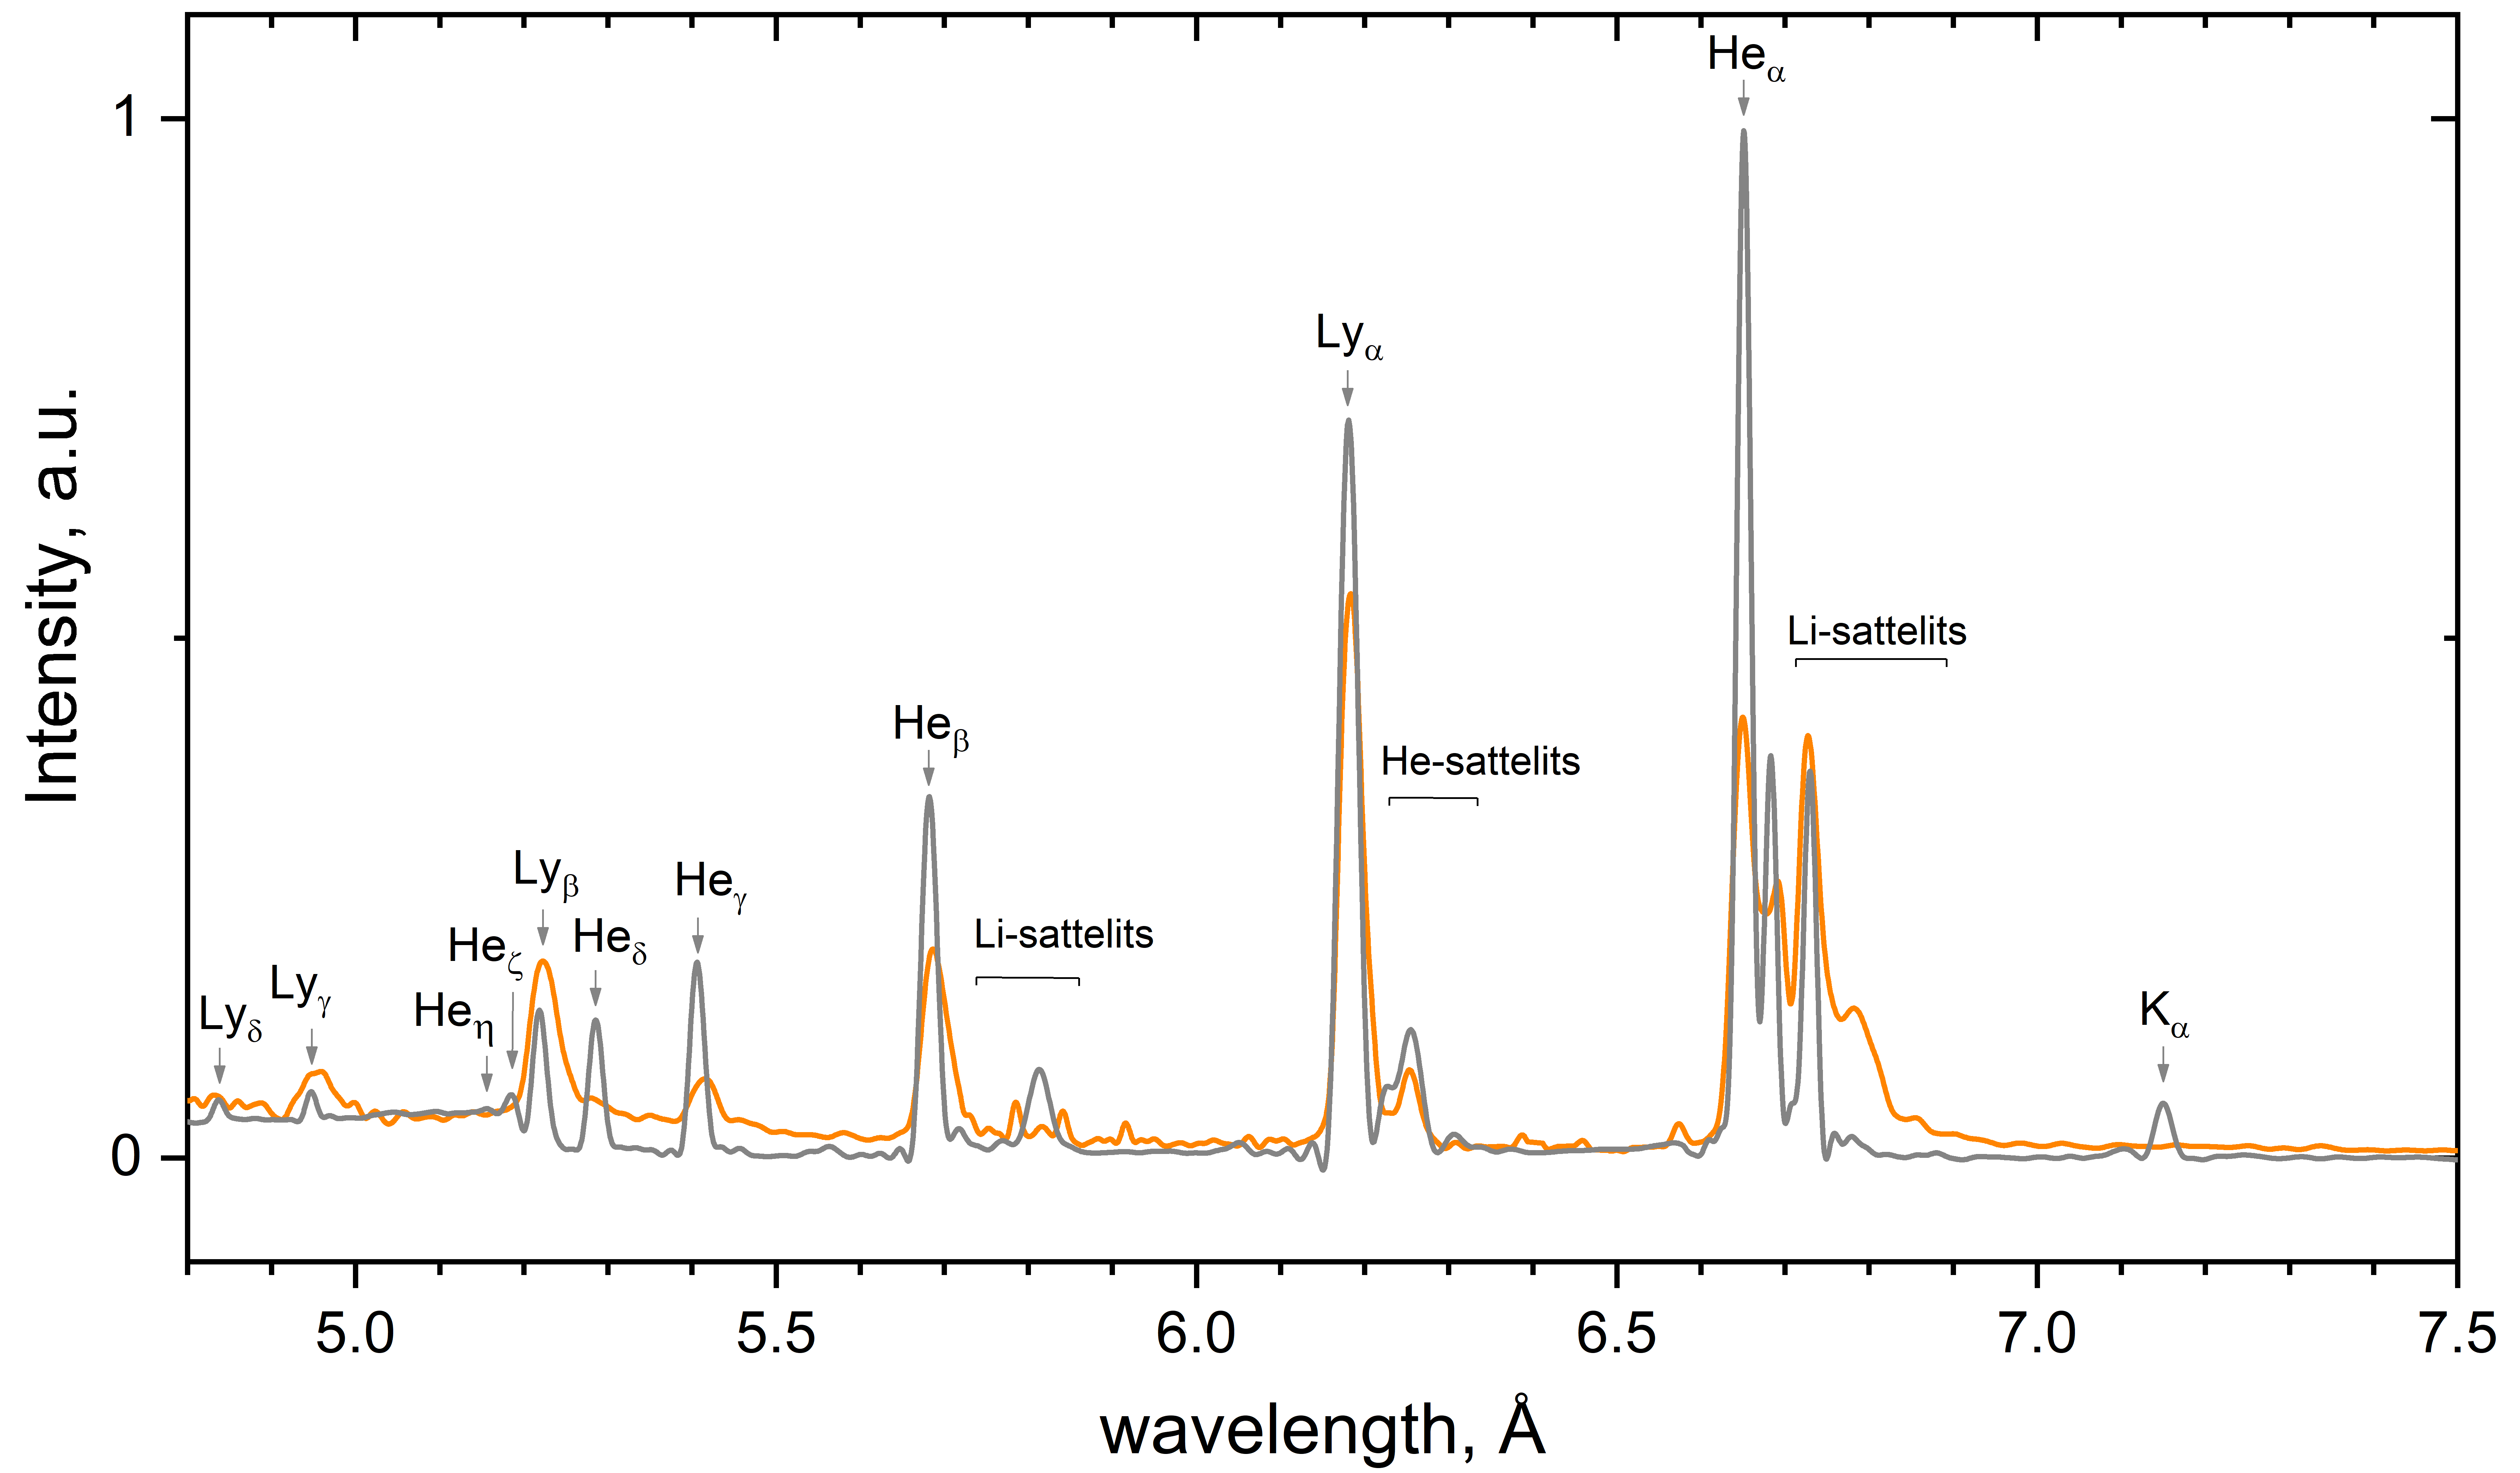 Intensity, a.u.
1
0
Lyδ
Lyγ
Heη
Heζ
Lyβ
Heδ
Heγ
Heβ
Li-sattelits
Lyα
He-sattelits
Heα
Li-sattelits
Kα
5.0 5.5 6.0 6.5 7.0 7.5
wavelength, Å